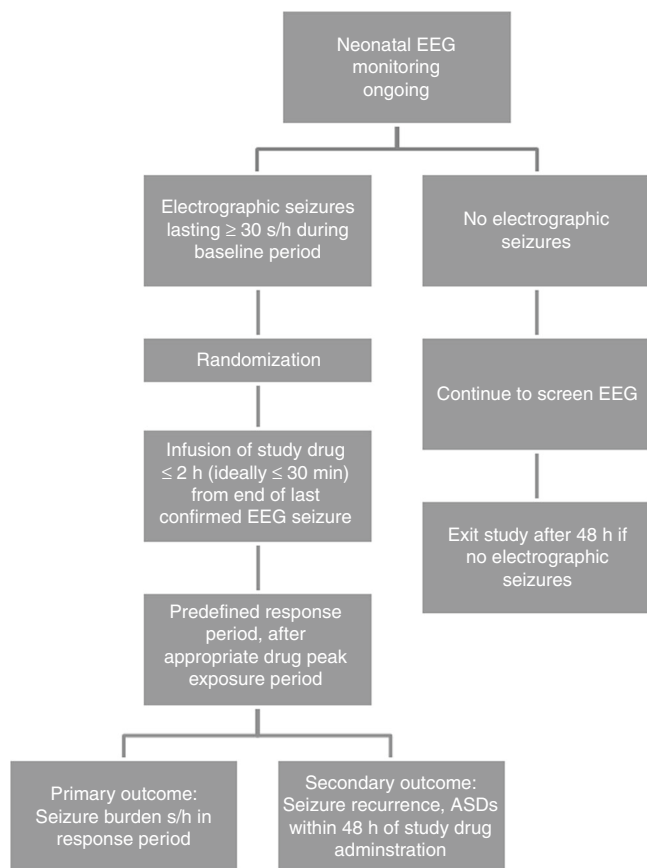 Neonatal EEG
monitoring
ongoing
Electrographic seizures
lasting ≥ 30 s/h during
baseline period
No electrographic
seizures
Randomization
Continue to screen EEG
Infusion of study drug
≤ 2 h (ideally ≤ 30 min)
from end of last
confirmed EEG seizure
Exit study after 48 h if
no electrographic
seizures
Predefined response
period, after
appropriate drug peak
exposure period
Primary outcome:
Seizure burden s/h in
response period
Secondary outcome:
Seizure recurrence, ASDs
within 48 h of study drug
adminstration